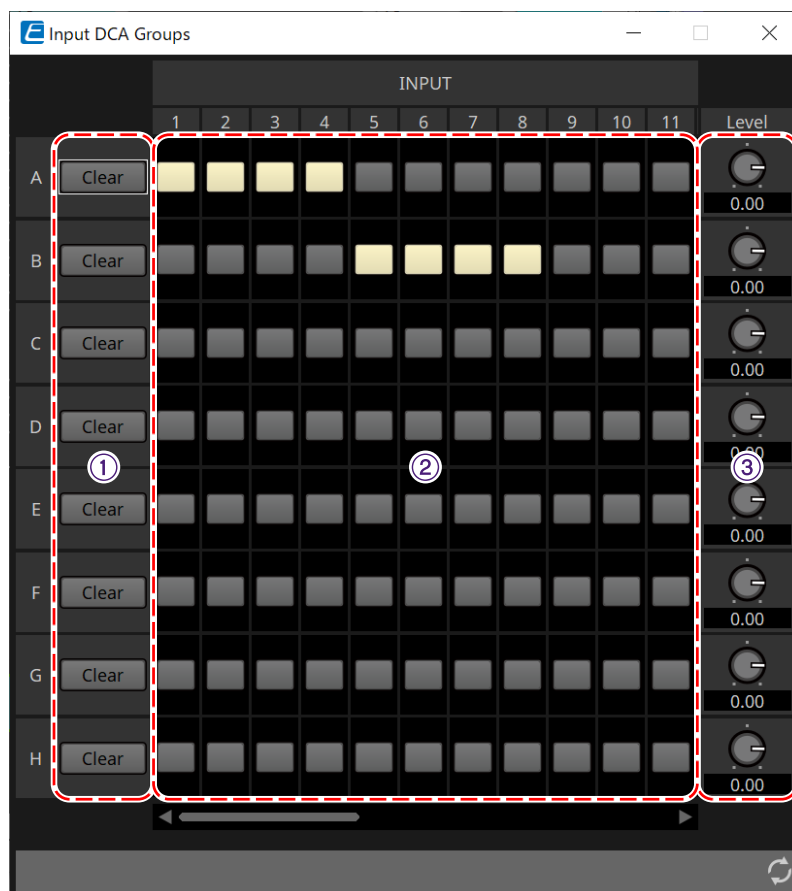 E Input DCA Groups
INPUT
1 2 3 4 5 6 7 8 9 10 11 Level
A Clear 0.00
B Clear 0.00
C Clear 0.00
D Clear 0.00
① ② ③
E Clear 0.00
F Clear 0.00
G Clear 0.00
H Clear 0.00